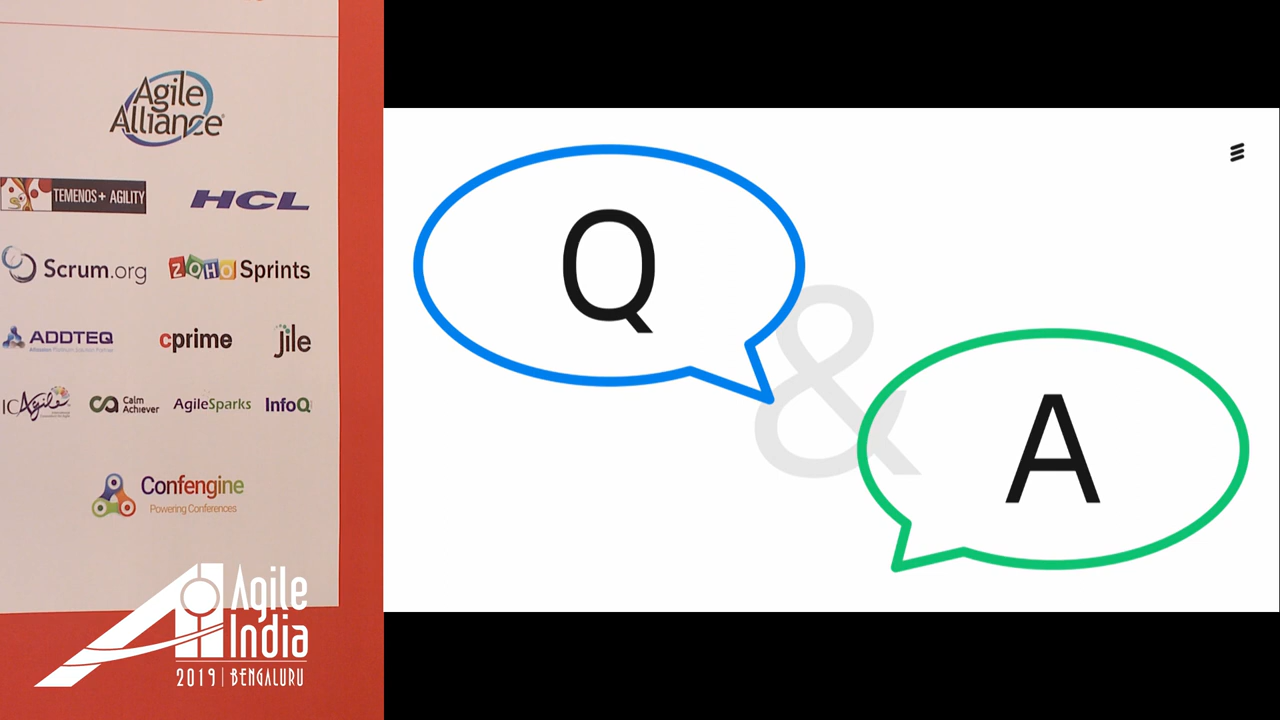 Agile
Alliance
TEMENOS+ AGILITY
HCL
Scrum.org
ZOHO Sprints
ADDTEQ
cprime
Jile
ICAgile
Calm
Achiever
AgileSparks
InfoQ
Confengine
Powering Conferences
Agile
India
2019 | BENGALURU
Q
&
A